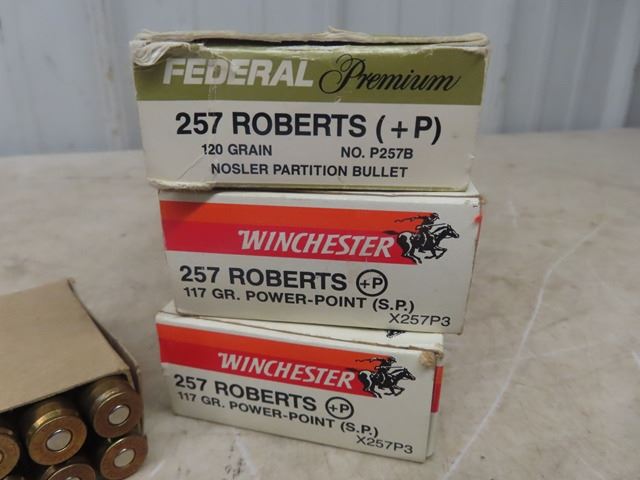 FEDERAL Premium
257 ROBERTS (+P)
120 GRAIN NO. P257B
NOSLER PARTITION BULLET
WINCHESTER
257 ROBERTS +P
117 GR. POWER-POINT (S.P.)
X257P3
WINCHESTER
257 ROBERTS +P
117 GR. POWER-POINT (S.P.)
X257P3